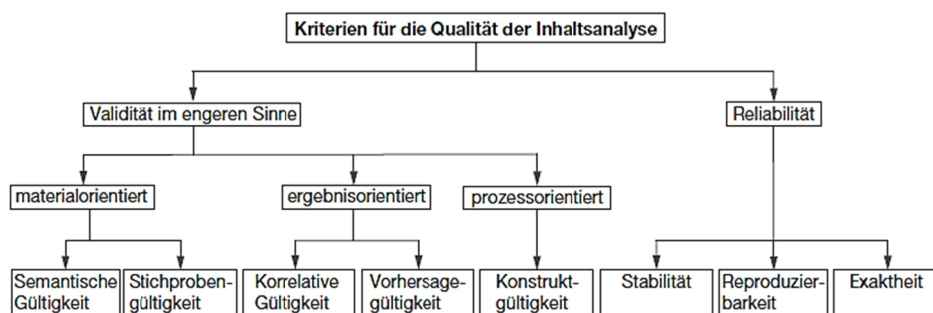 Kriterien für die Qualität der Inhaltsanalyse
Validität im engeren Sinne
Reliabilität
materialorientiert
ergebnisorientiert
prozessorientiert
Semantische
Gültigkeit
Stichproben-
gültigkeit
Korrelative
Gültigkeit
Vorhersage-
gültigkeit
Konstrukt-
gültigkeit
Stabilität
Reproduzier-
barkeit
Exaktheit